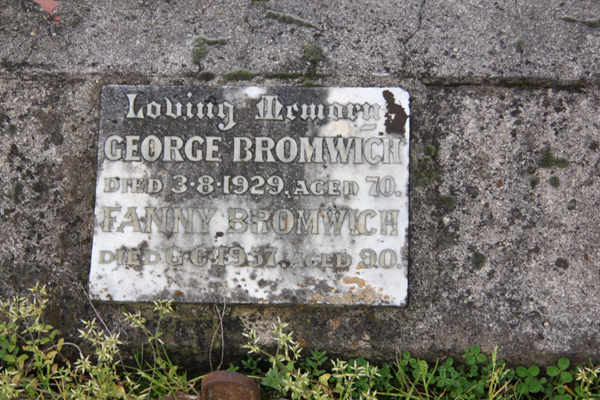 Loving Memory
GEORGE BROMWICH
DIED 3·8·1929. AGED 70.
FANNY BROMWICH
DIED 6·6·1937. AGED 90.